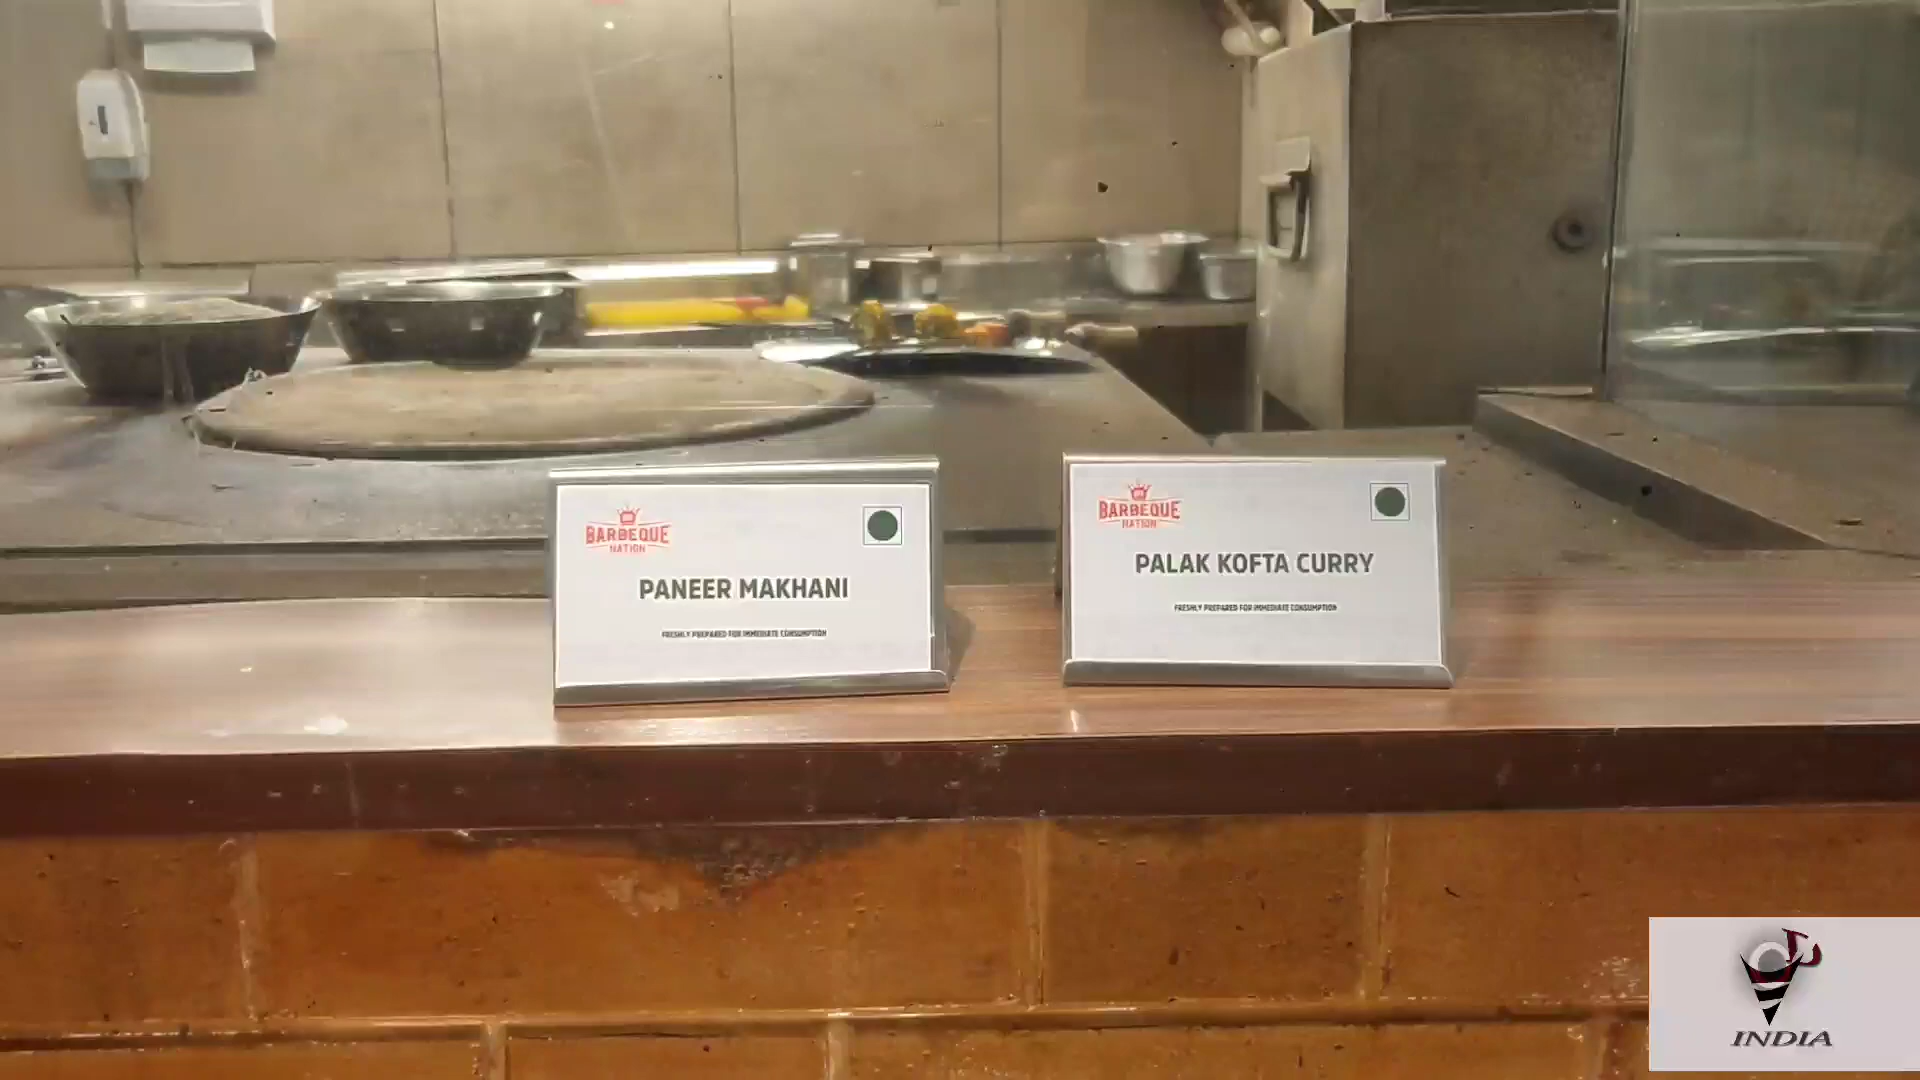 BARBEQUE
NATION
PANEER MAKHANI
FRESHLY PREPARED FOR IMMEDIATE CONSUMPTION
BARBEQUE
NATION
PALAK KOFTA CURRY
FRESHLY PREPARED FOR IMMEDIATE CONSUMPTION
INDIA